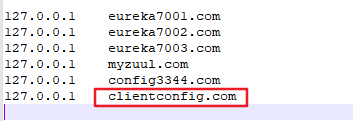 127.0.0.1 eureka7001.com
127.0.0.1 eureka7002.com
127.0.0.1 eureka7003.com
127.0.0.1 myzuul.com
127.0.0.1 config3344.com
127.0.0.1 clientconfig.com